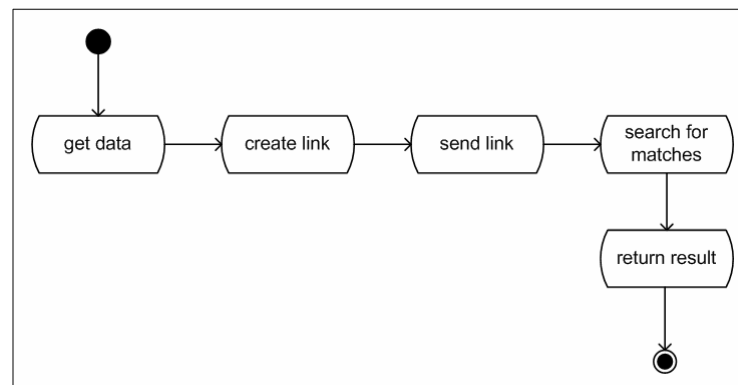 get data
create link
send link
search for
matches
return result